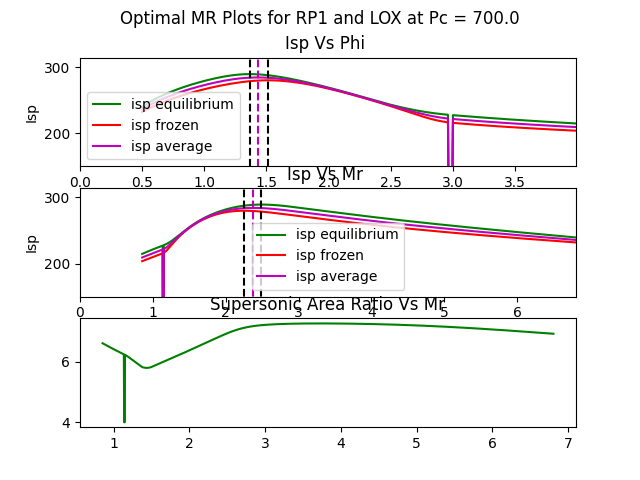 Optimal MR Plots for RP1 and LOX at Pc = 700.0
Isp Vs Phi
300
200
Isp
isp equilibrium
isp frozen
isp average
0.0 0.5 1.0 1.5 2.0 2.5 3.0 3.5
Isp Vs Mr
300
200
Isp
isp equilibrium
isp frozen
isp average
0 1 2 3 4 5 6
Supersonic Area Ratio Vs Mr
6
4
1 2 3 4 5 6 7